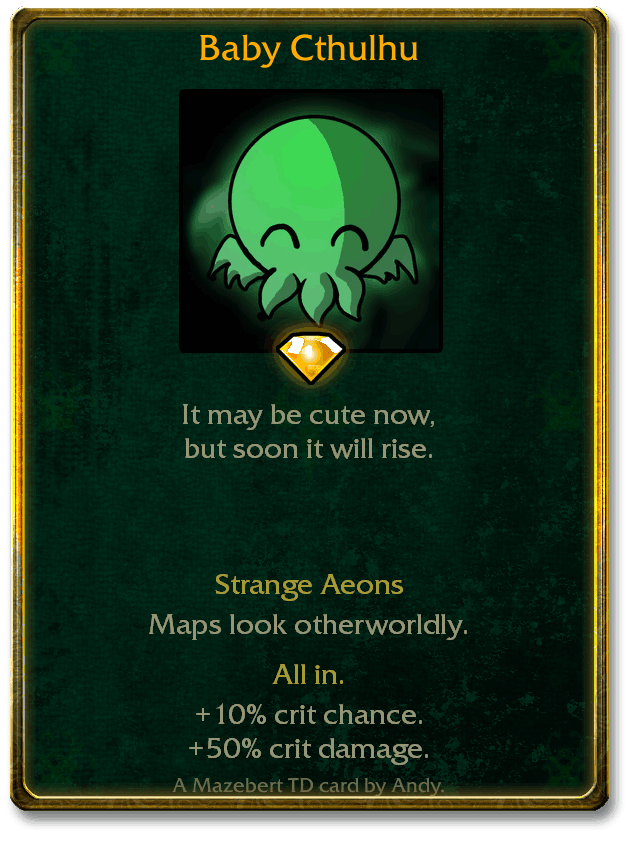 Baby Cthulhu
It may be cute now,
but soon it will rise.
Strange Aeons
Maps look otherworldly.
All in.
+10% crit chance.
+50% crit damage.
A Mazebert TD card by Andy.